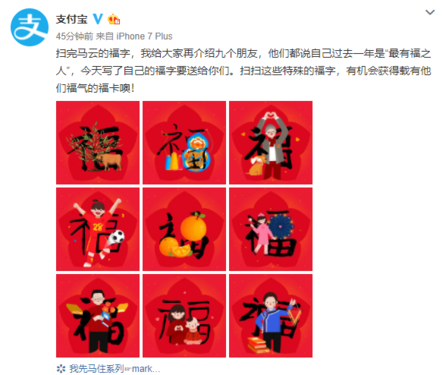 支付宝
45分钟前 来自 iPhone 7 Plus
扫完马云的福字，我给大家再介绍九个朋友，他们都说自己过去一年是“最有福之
人”，今天写了自己的福字要送给你们。扫扫这些特殊的福字，有机会获得载有他
们福气的福卡噢！
福 福 福
福 福 福
福 福 福
我先马住系列mark...